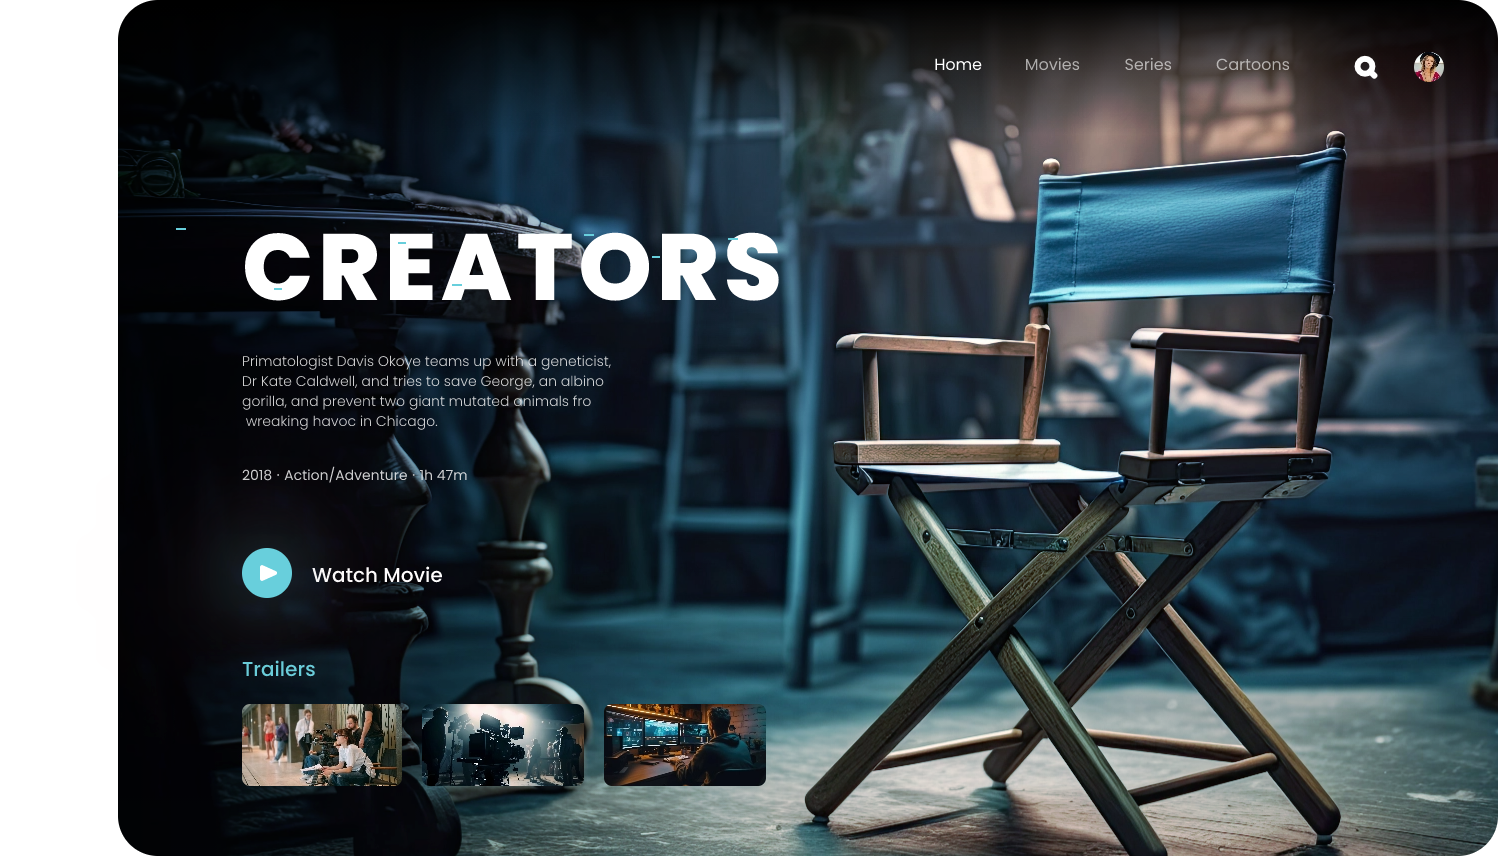 Home Movies Series Cartoons
CREATORS
Primatologist Davis Okoye teams up with a geneticist,
Dr Kate Caldwell, and tries to save George, an albino
gorilla, and prevent two giant mutated animals fro
wreaking havoc in Chicago.
2018 · Action/Adventure · 1h 47m
Watch Movie
Trailers